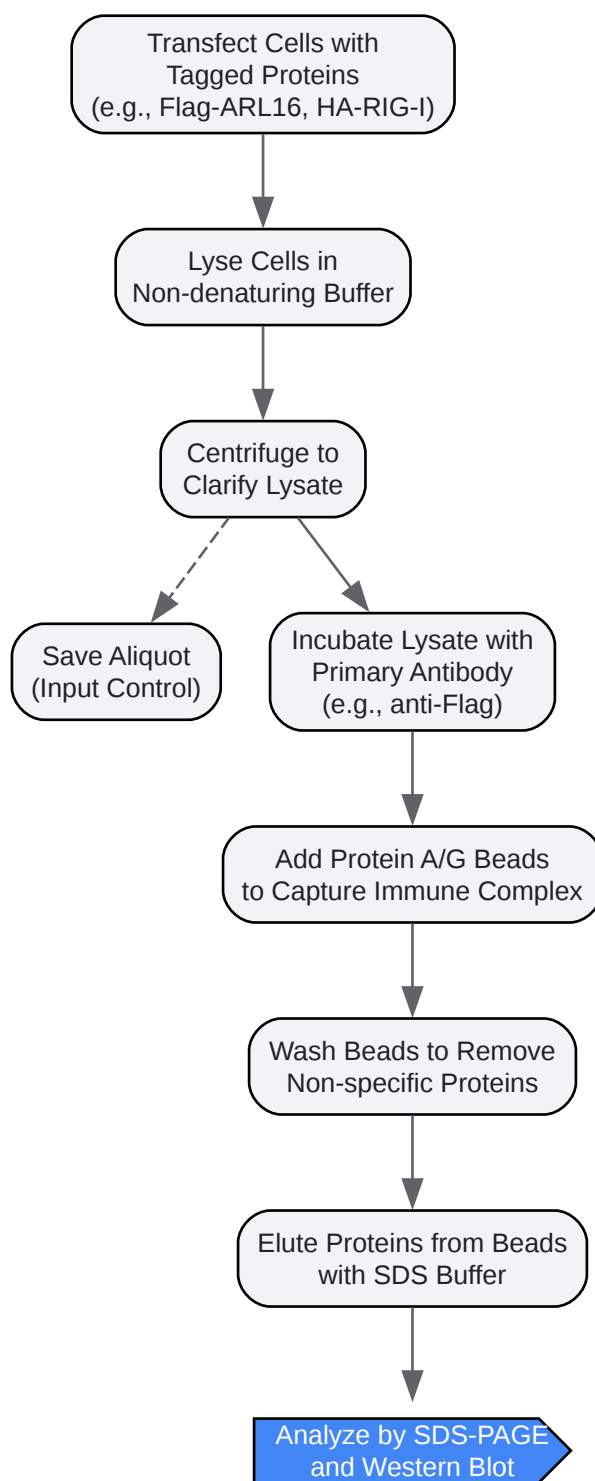 Transfect Cells with
Tagged Proteins
(e.g., Flag-ARL16, HA-RIG-I)
Lyse Cells in
Non-denaturing Buffer
Centrifuge to
Clarify Lysate
Save Aliquot
(Input Control)
Incubate Lysate with
Primary Antibody
(e.g., anti-Flag)
Add Protein A/G Beads
to Capture Immune Complex
Wash Beads to Remove
Non-specific Proteins
Elute Proteins from Beads
with SDS Buffer
Analyze by SDS-PAGE
and Western Blot